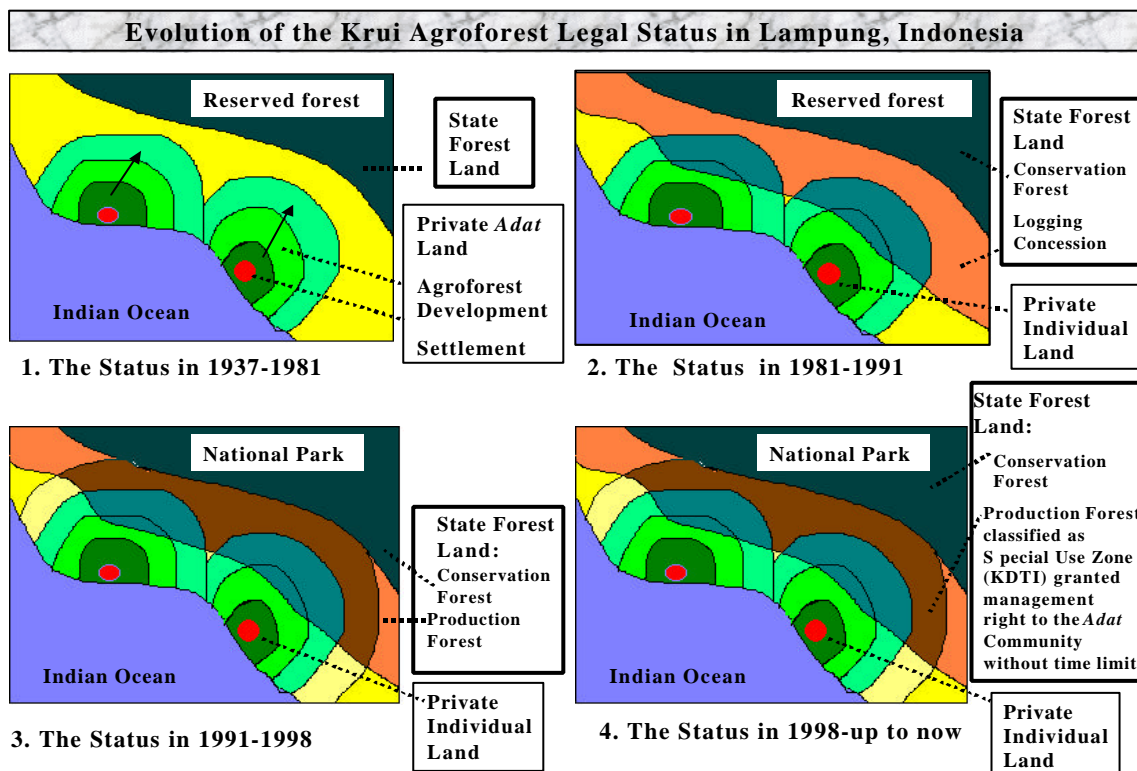 Evolution of the Krui Agroforest Legal Status in Lampung, Indonesia
Reserved forest
State
Forest
Land
Private Adat
Land
Agroforest
Development
Settlement
Indian Ocean
1. The Status in 1937-1981
Reserved forest
State Forest
Land
Conservation
Forest
Logging
Concession
Private
Individual
Land
Indian Ocean
2. The Status in 1981-1991
National Park
State Forest
Land:
Conservation
Forest
Production
Forest
Private
Individual
Land
Indian Ocean
3. The Status in 1991-1998
National Park
State Forest
Land:
Conservation
Forest
Production Forest
classified as
S pecial Use Zone
(KDTI) granted
management
right to the Adat
Community
without time limit
Private
Individual
Land
Indian Ocean
4. The Status in 1998-up to now